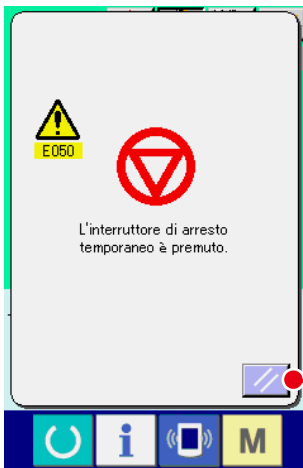 E050
L'interruttore di arresto
temporaneo è premuto.
i
M